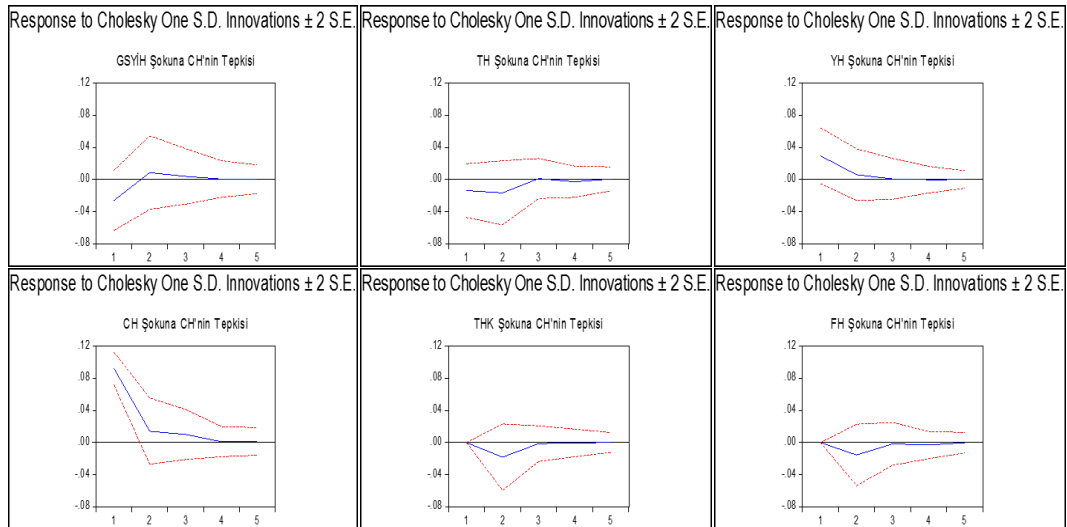 Response to Cholesky One S.D. Innovations ± 2 S.E.
GSYİH Şokuna CH'nin Tepkisi
.12
.08
.04
.00
-.04
-.08
1 2 3 4 5
Response to Cholesky One S.D. Innovations ± 2 S.E.
TH Şokuna CH'nin Tepkisi
.12
.08
.04
.00
-.04
-.08
1 2 3 4 5
Response to Cholesky One S.D. Innovations ± 2 S.E.
YH Şokuna CH'nin Tepkisi
.12
.08
.04
.00
-.04
-.08
1 2 3 4 5
Response to Cholesky One S.D. Innovations ± 2 S.E.
CH Şokuna CH'nin Tepkisi
.12
.08
.04
.00
-.04
-.08
1 2 3 4 5
Response to Cholesky One S.D. Innovations ± 2 S.E.
THK Şokuna CH'nin Tepkisi
.12
.08
.04
.00
-.04
-.08
1 2 3 4 5
Response to Cholesky One S.D. Innovations ± 2 S.E.
FH Şokuna CH'nin Tepkisi
.12
.08
.04
.00
-.04
-.08
1 2 3 4 5